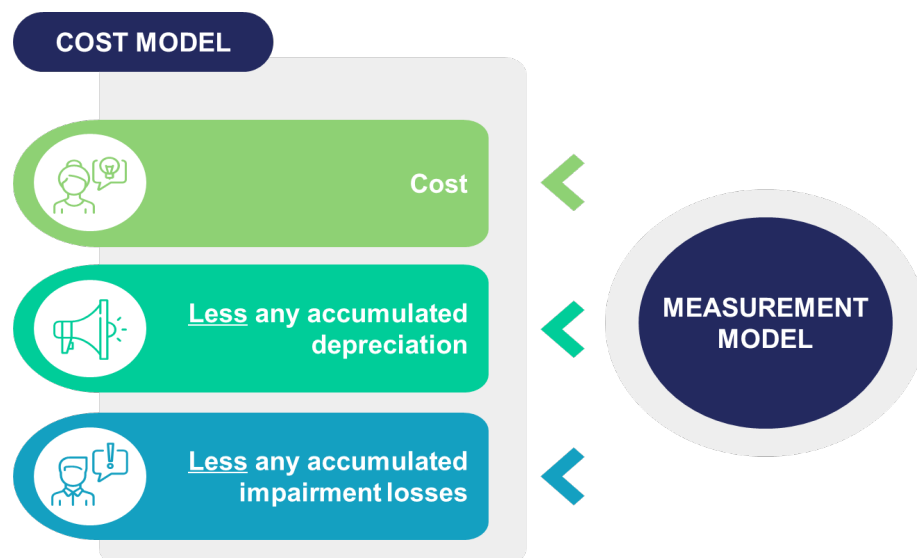 COST MODEL
Cost
Less any accumulated
depreciation
Less any accumulated
impairment losses
MEASUREMENT
MODEL